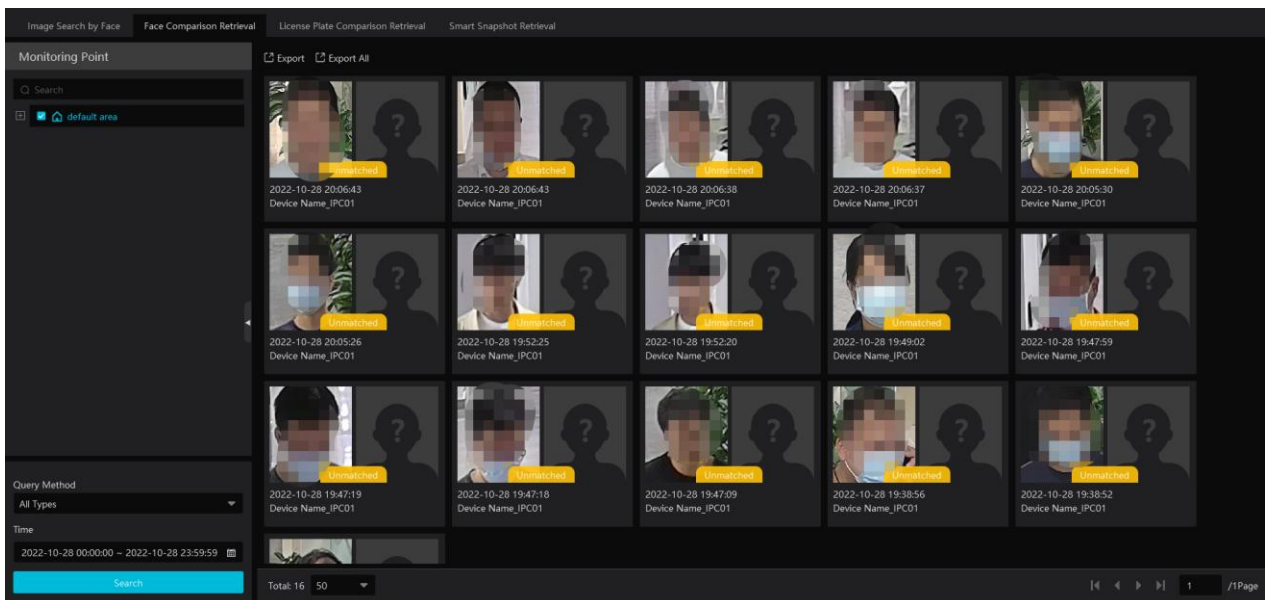 Image Search by Face Face Comparison Retrieval License Plate Comparison Retrieval Smart Snapshot Retrieval
Monitoring Point
Export Export All
Search
default area
Unmatched Unmatched Unmatched Unmatched Unmatched
2022-10-28 20:06:43 2022-10-28 20:06:43 2022-10-28 20:06:38 2022-10-28 20:06:37 2022-10-28 20:05:30
Device Name_IPC01 Device Name_IPC01 Device Name_IPC01 Device Name_IPC01 Device Name_IPC01
Unmatched Unmatched Unmatched Unmatched Unmatched
2022-10-28 20:05:26 2022-10-28 19:52:25 2022-10-28 19:52:20 2022-10-28 19:49:02 2022-10-28 19:47:59
Device Name_IPC01 Device Name_IPC01 Device Name_IPC01 Device Name_IPC01 Device Name_IPC01
Unmatched Unmatched Unmatched Unmatched Unmatched
2022-10-28 19:47:19 2022-10-28 19:47:18 2022-10-28 19:47:09 2022-10-28 19:38:56 2022-10-28 19:38:52
Device Name_IPC01 Device Name_IPC01 Device Name_IPC01 Device Name_IPC01 Device Name_IPC01
Query Method
All Types
Time
2022-10-28 00:00:00 ~ 2022-10-28 23:59:59
Search
Total: 16 50 1 /1Page